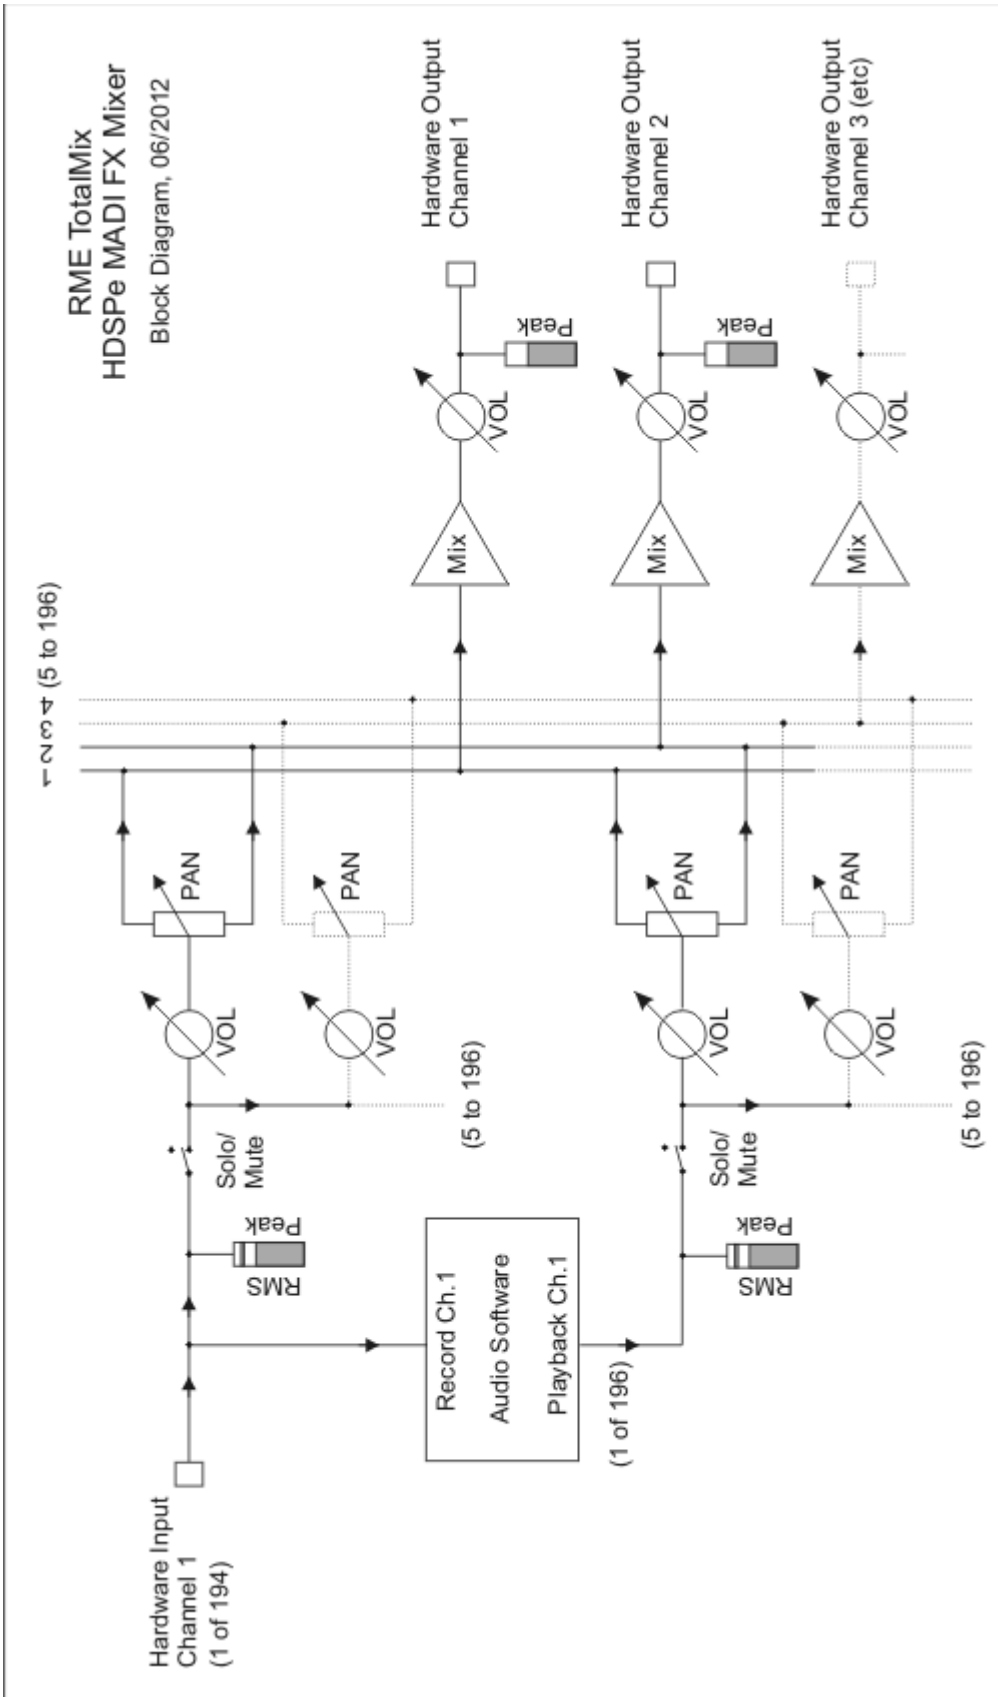 RME TotalMix
HDSPe MADI FX Mixer
Block Diagram, 06/2012
Hardware Input
Channel 1
(1 of 194)
RMS
Peak
Solo/
Mute
VOL
PAN
VOL
PAN
(5 to 196)
1 2 3 4 (5 to 196)
Record Ch.1
Audio Software
Playback Ch.1
(1 of 196)
RMS
Peak
Solo/
Mute
VOL
PAN
VOL
PAN
(5 to 196)
Mix
VOL
Peak
Hardware Output
Channel 1
Mix
VOL
Peak
Hardware Output
Channel 2
Mix
VOL
Hardware Output
Channel 3 (etc)